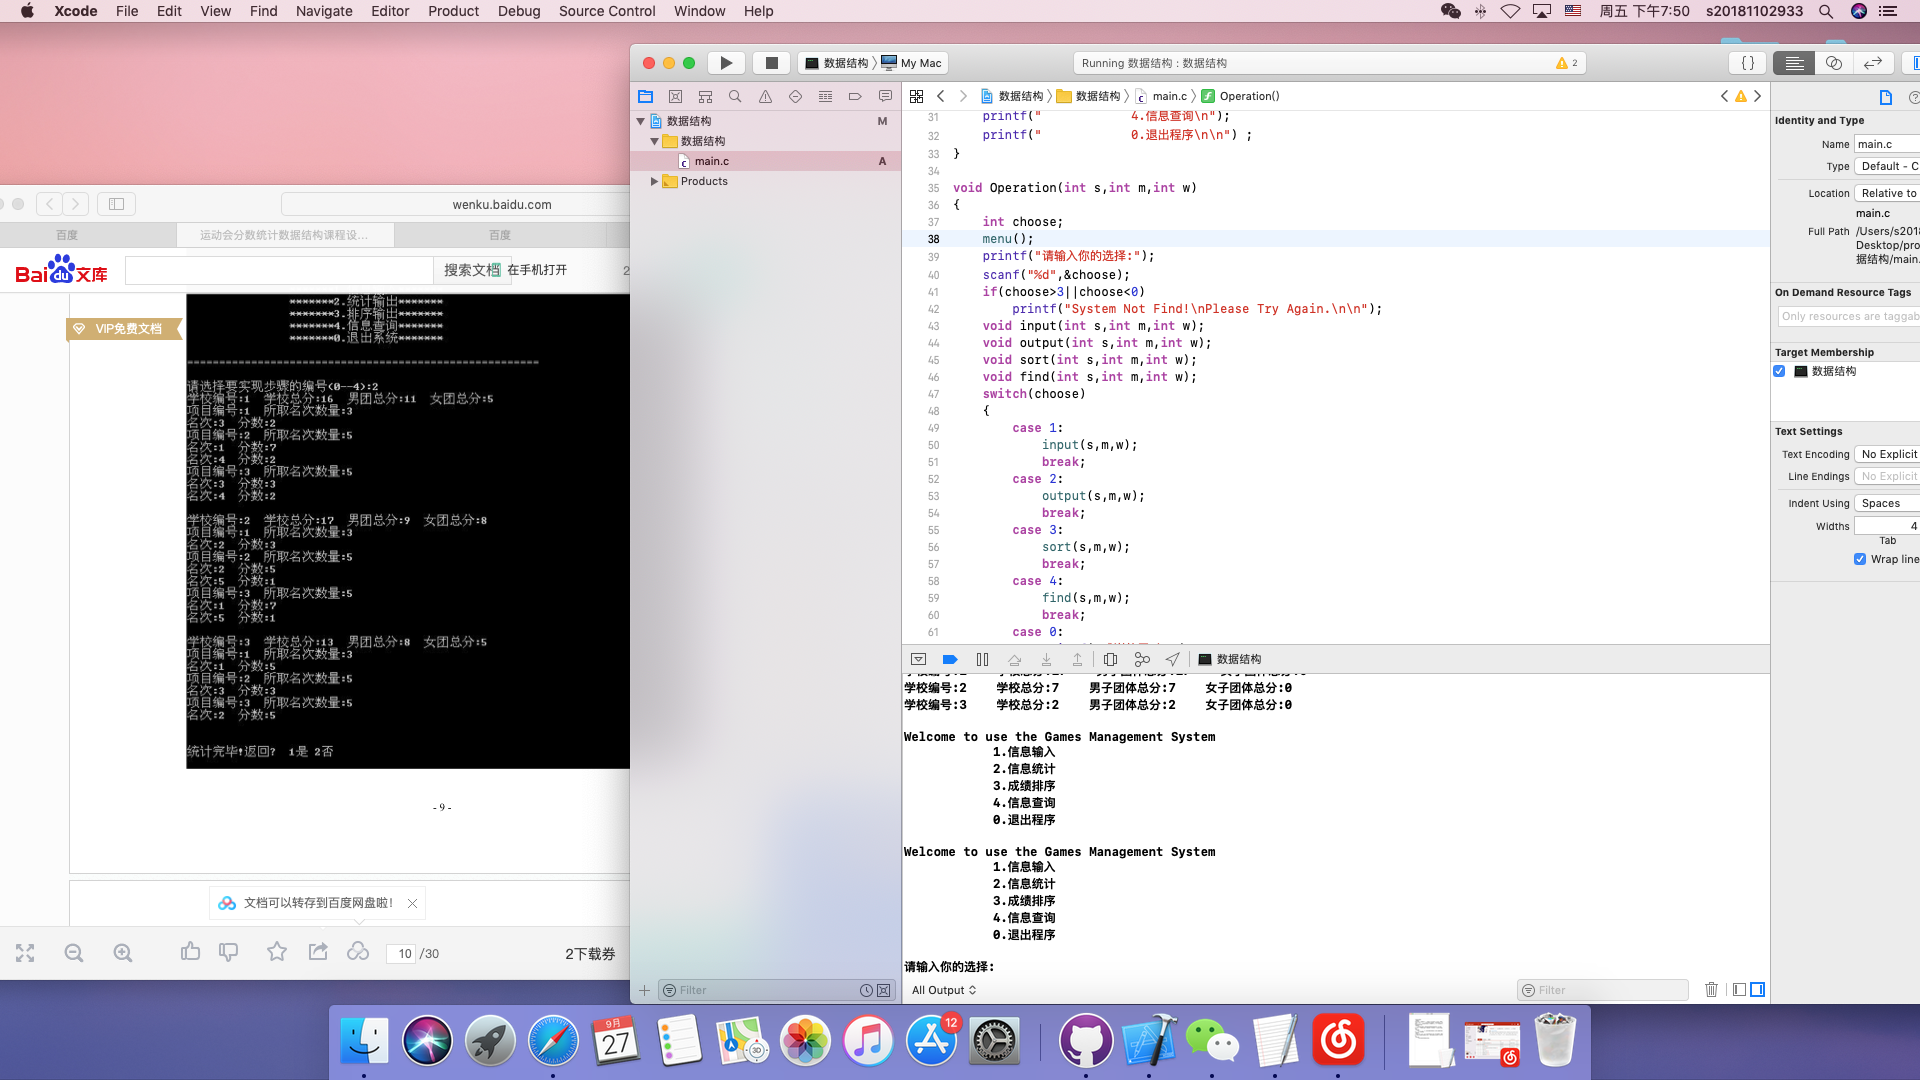 Xcode File Edit View Find Navigate Editor Product Debug Source Control Window Help
周五 下午7:50 s20181102933
数据结构 My Mac
Running 数据结构 : 数据结构
2
数据结构 M
数据结构
main.c A
Products
Filter
数据结构 数据结构 main.c Operation()
31 printf(" 4.信息查询\n");
32 printf(" 0.退出程序\n\n") ;
33 }
34
35 void Operation(int s,int m,int w)
36 {
37 int choose;
38 menu();
39 printf("请输入你的选择:");
40 scanf("%d",&choose);
41 if(choose>3||choose<0)
42 printf("System Not Find!\nPlease Try Again.\n\n");
43 void input(int s,int m,int w);
44 void output(int s,int m,int w);
45 void sort(int s,int m,int w);
46 void find(int s,int m,int w);
47 switch(choose)
48 {
49 case 1:
50 input(s,m,w);
51 break;
52 case 2:
53 output(s,m,w);
54 break;
55 case 3:
56 sort(s,m,w);
57 break;
58 case 4:
59 find(s,m,w);
60 break;
61 case 0:
数据结构
学校编号:2 学校总分:7 男子团体总分:7 女子团体总分:0
学校编号:3 学校总分:2 男子团体总分:2 女子团体总分:0
Welcome to use the Games Management System
1.信息输入
2.信息统计
3.成绩排序
4.信息查询
0.退出程序
Welcome to use the Games Management System
1.信息输入
2.信息统计
3.成绩排序
4.信息查询
0.退出程序
请输入你的选择:
All Output
Filter
Identity and Type
Name main.c
Type Default - C
Location Relative to
main.c
Full Path /Users/s2018
Desktop/pro
据结构/main.
On Demand Resource Tags
Only resources are taggab
Target Membership
数据结构
Text Settings
Text Encoding No Explicit
Line Endings No Explicit
Indent Using Spaces
Widths 4
Tab
Wrap line
wenku.baidu.com
百度 运动会分数统计数据结构课程设... 百度
Bai du 文库
搜索文档 在手机打开 2
VIP免费文档
*******2.统计输出*******
*******3.排序输出*******
*******4.信息查询*******
*******0.退出系统*******
=======================================================
请选择要实现步骤的编号(0--4):2
学校编号:1 学校总分:16 男团总分:11 女团总分:5
项目编号:1 所取名次数量:3
名次:3 分数:2
项目编号:2 所取名次数量:5
名次:1 分数:7
名次:4 分数:2
项目编号:3 所取名次数量:5
名次:3 分数:3
名次:4 分数:2
学校编号:2 学校总分:17 男团总分:9 女团总分:8
项目编号:1 所取名次数量:3
名次:2 分数:3
项目编号:2 所取名次数量:5
名次:2 分数:5
名次:5 分数:1
项目编号:3 所取名次数量:5
名次:1 分数:7
名次:5 分数:1
学校编号:3 学校总分:13 男团总分:8 女团总分:5
项目编号:1 所取名次数量:3
名次:1 分数:5
项目编号:2 所取名次数量:5
名次:3 分数:3
项目编号:3 所取名次数量:5
名次:2 分数:5
统计完毕!返回? 1是 2否
- 9 -
文档可以转存到百度网盘啦!
10 /30
2下载券
9月
27
3D
12